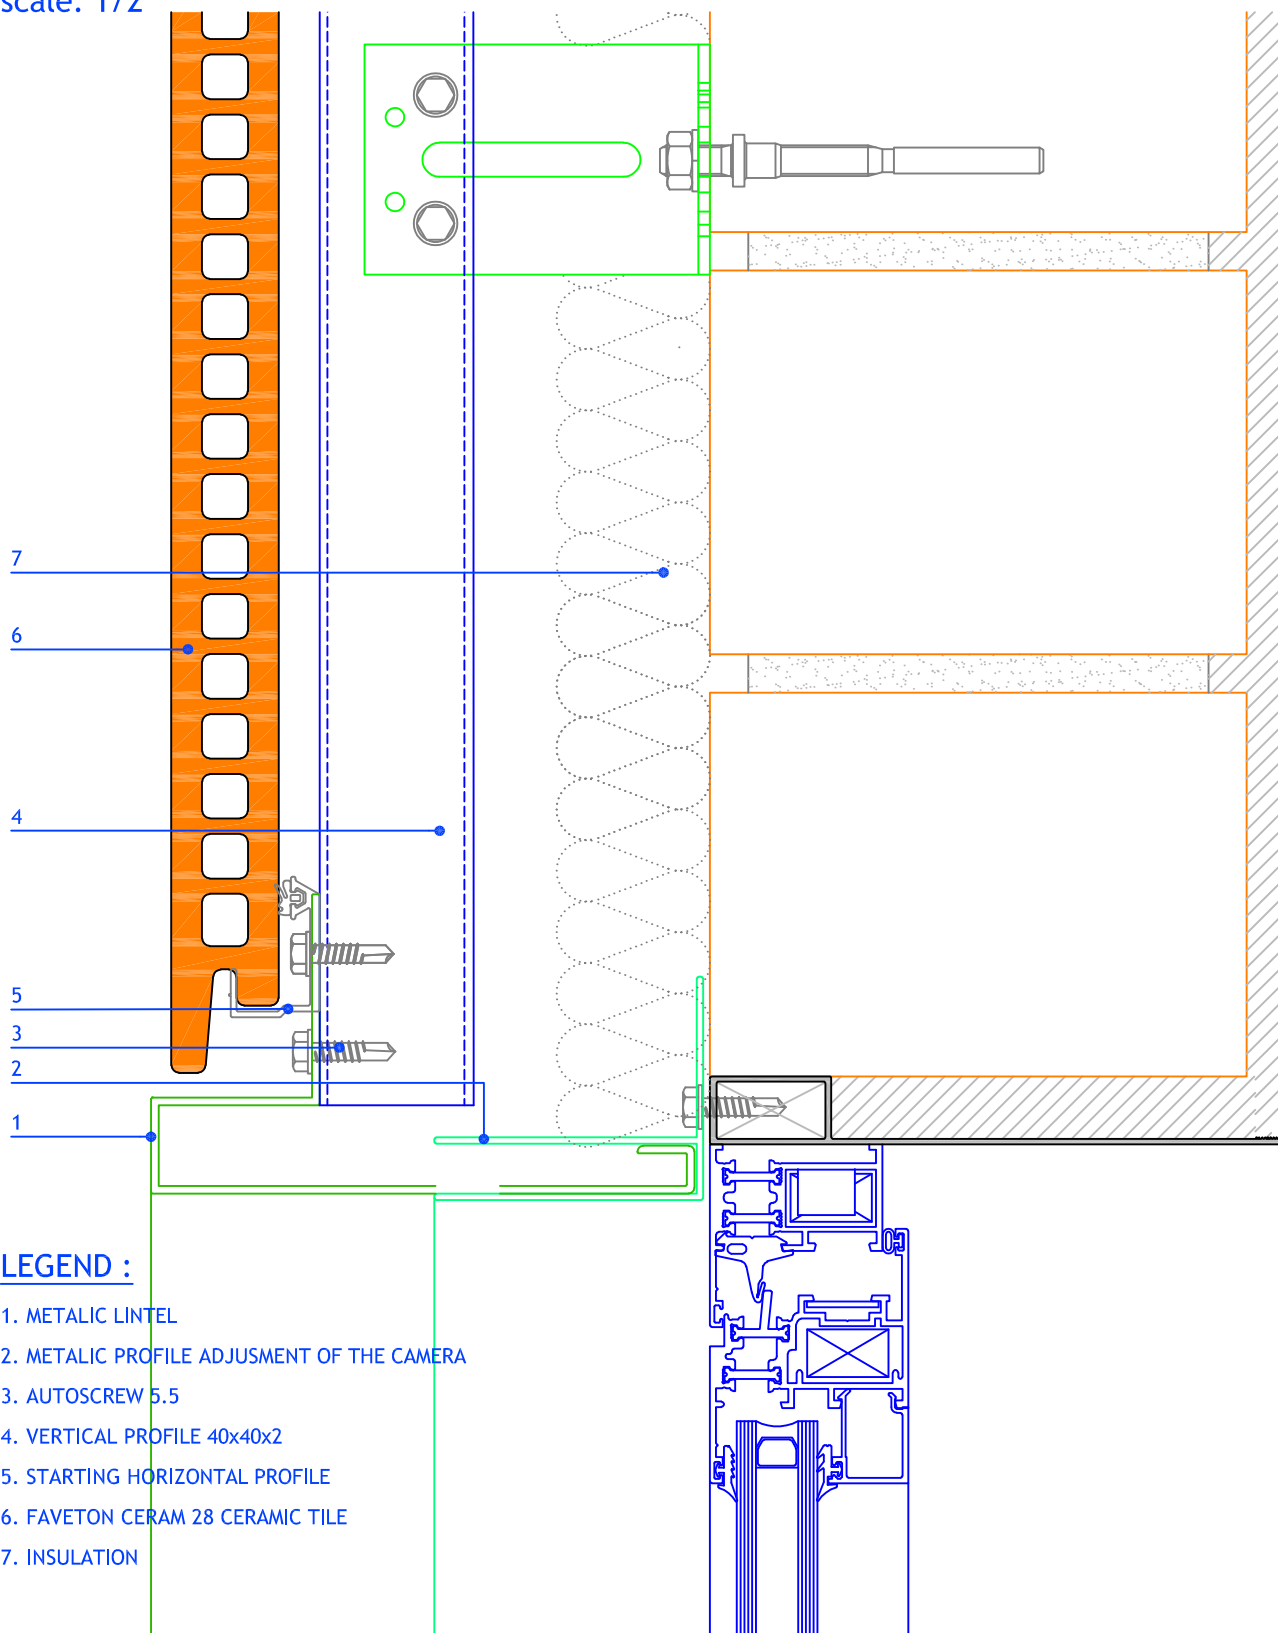 scale: 1/2
7
6
4
5
3
2
1
LEGEND :
1. METALIC LINTEL
2. METALIC PROFILE ADJUSMENT OF THE CAMERA
3. AUTOSCREW 5.5
4. VERTICAL PROFILE 40x40x2
5. STARTING HORIZONTAL PROFILE
6. FAVETON CERAM 28 CERAMIC TILE
7. INSULATION